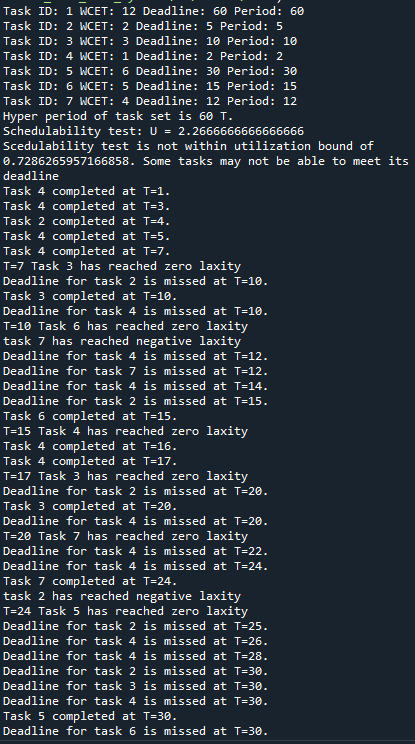 Task ID: 1 WCET: 12 Deadline: 60 Period: 60
Task ID: 2 WCET: 2 Deadline: 5 Period: 5
Task ID: 3 WCET: 3 Deadline: 10 Period: 10
Task ID: 4 WCET: 1 Deadline: 2 Period: 2
Task ID: 5 WCET: 6 Deadline: 30 Period: 30
Task ID: 6 WCET: 5 Deadline: 15 Period: 15
Task ID: 7 WCET: 4 Deadline: 12 Period: 12
Hyper period of task set is 60 T.
Schedulability test: U = 2.2666666666666666
Scedulability test is not within utilization bound of
0.7286265957166858. Some tasks may not be able to meet its
deadline
Task 4 completed at T=1.
Task 4 completed at T=3.
Task 2 completed at T=4.
Task 4 completed at T=5.
Task 4 completed at T=7.
T=7 Task 3 has reached zero laxity
Deadline for task 2 is missed at T=10.
Task 3 completed at T=10.
Deadline for task 4 is missed at T=10.
T=10 Task 6 has reached zero laxity
task 7 has reached negative laxity
Deadline for task 4 is missed at T=12.
Deadline for task 7 is missed at T=12.
Deadline for task 4 is missed at T=14.
Deadline for task 2 is missed at T=15.
Task 6 completed at T=15.
T=15 Task 4 has reached zero laxity
Task 4 completed at T=16.
Task 4 completed at T=17.
T=17 Task 3 has reached zero laxity
Deadline for task 2 is missed at T=20.
Task 3 completed at T=20.
Deadline for task 4 is missed at T=20.
T=20 Task 7 has reached zero laxity
Deadline for task 4 is missed at T=22.
Deadline for task 4 is missed at T=24.
Task 7 completed at T=24.
task 2 has reached negative laxity
T=24 Task 5 has reached zero laxity
Deadline for task 2 is missed at T=25.
Deadline for task 4 is missed at T=26.
Deadline for task 4 is missed at T=28.
Deadline for task 2 is missed at T=30.
Deadline for task 3 is missed at T=30.
Deadline for task 4 is missed at T=30.
Task 5 completed at T=30.
Deadline for task 6 is missed at T=30.